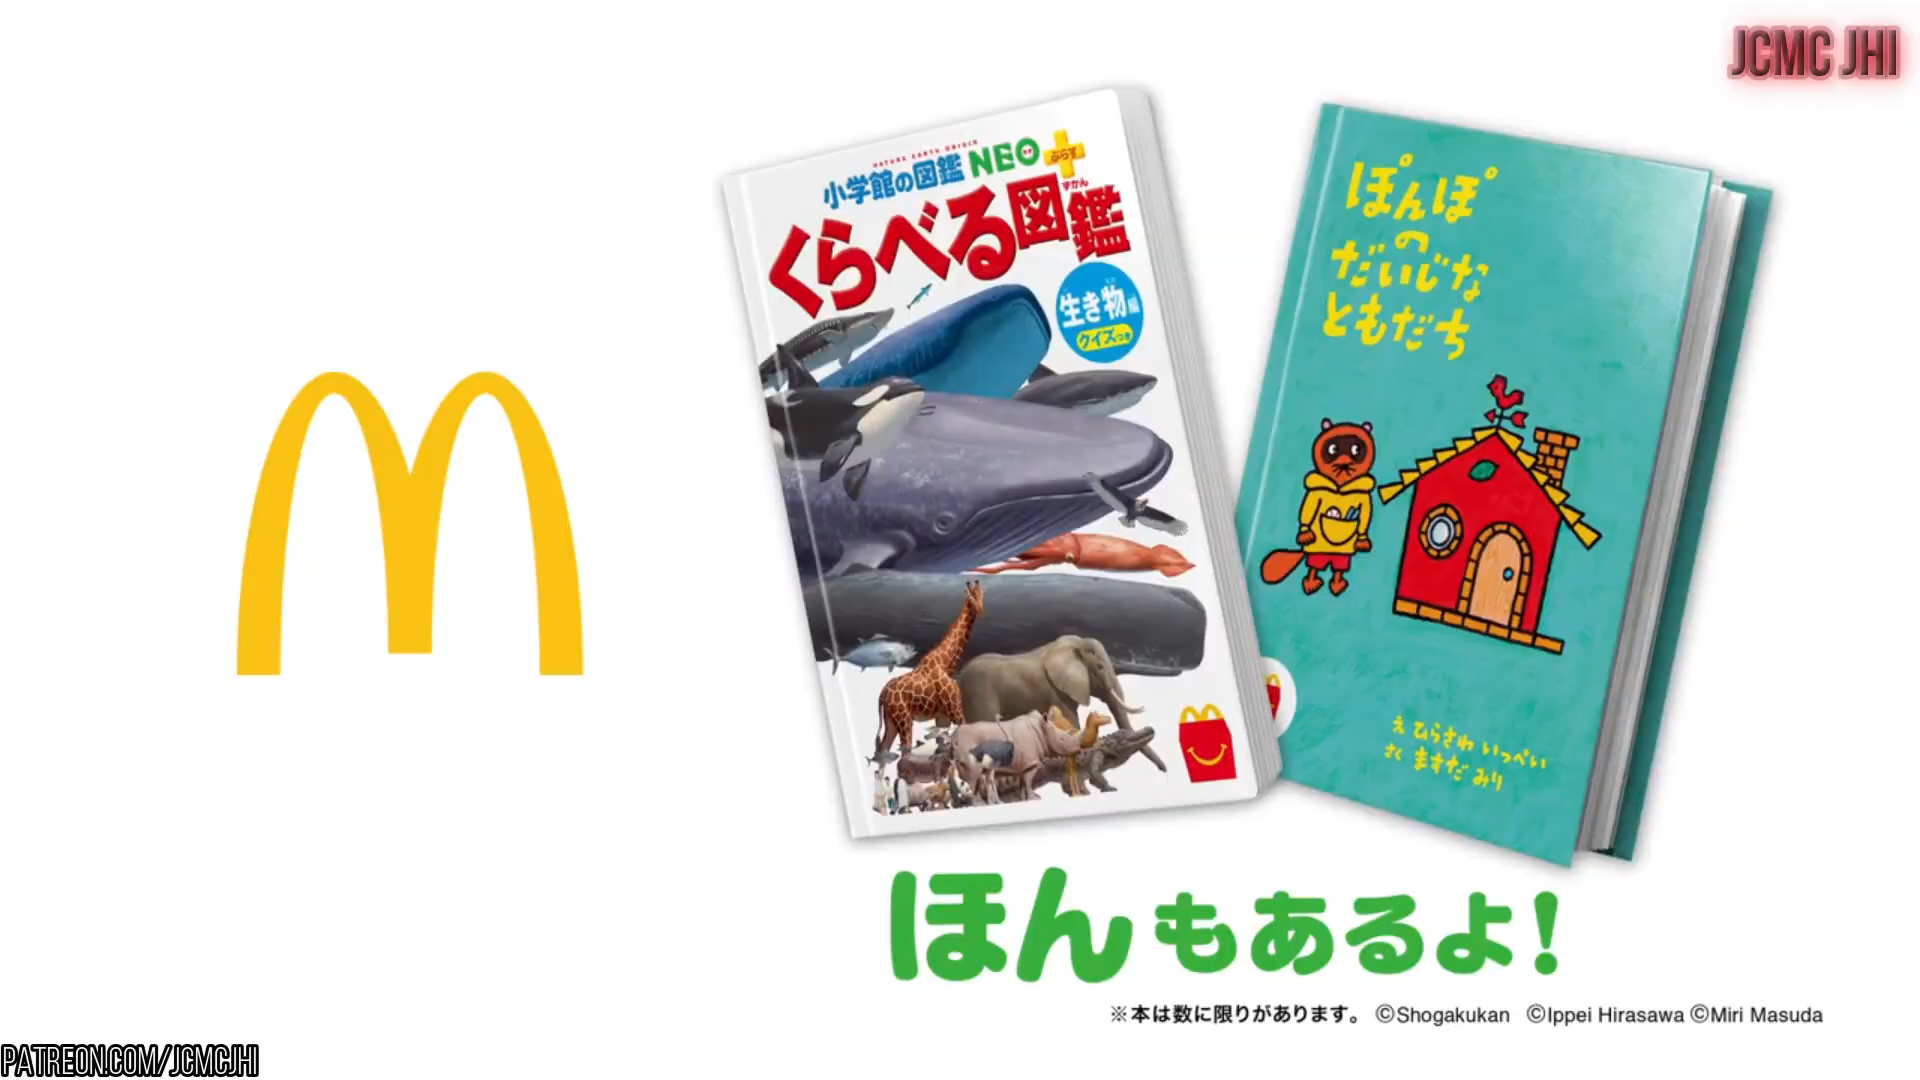 JCMC JHI
NATURE EARTH ORIGIN
小学館の図鑑 NEO ぷらす
くらべる図鑑
ずかん
生き物編
クイズつき
ぽんぽ
の
だいじな
ともだち
え ひらさわ いっぺい
さく ますだ みり
ほんもあるよ!
※本は数に限りがあります。 ©Shogakukan ©Ippei Hirasawa ©Miri Masuda
PATREON.COM/JCMCJHI